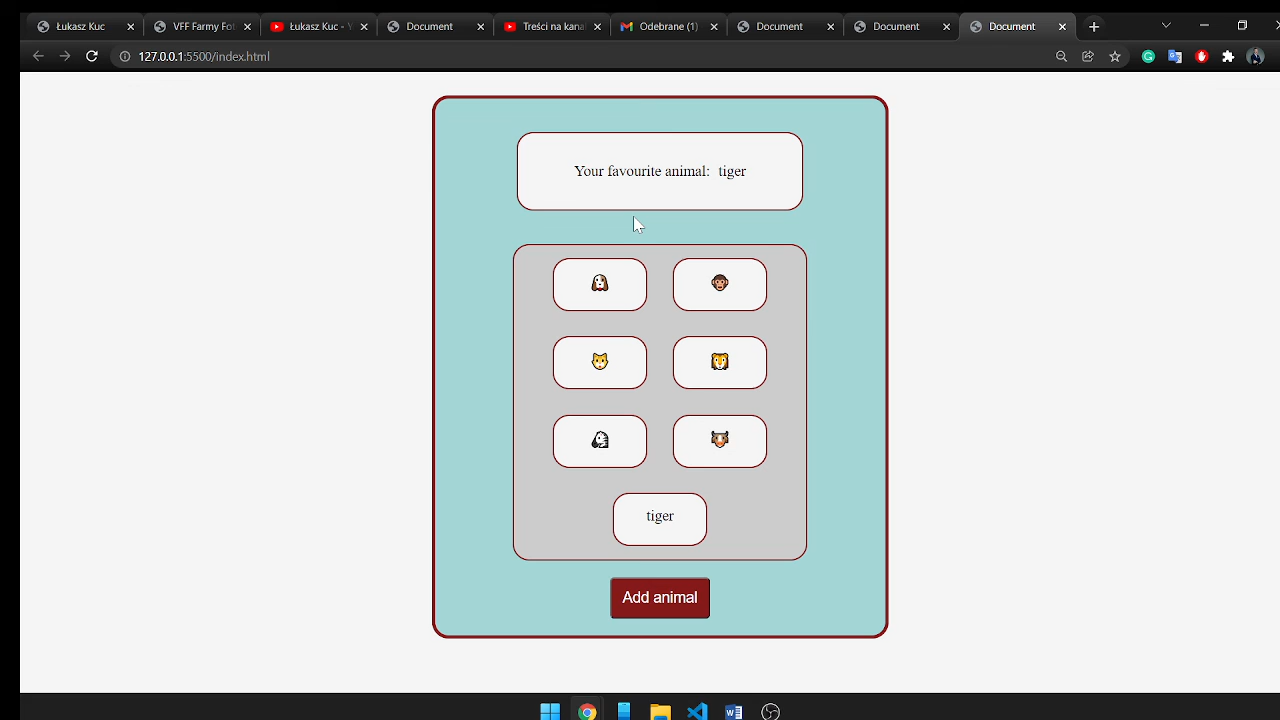 Łukasz Kuc
VFF Farmy Fot
Łukasz Kuc - Y
Document
Treści na kana
Odebrane (1)
Document
Document
Document
127.0.0.1:5500/index.html
Your favourite animal: tiger
tiger
Add animal